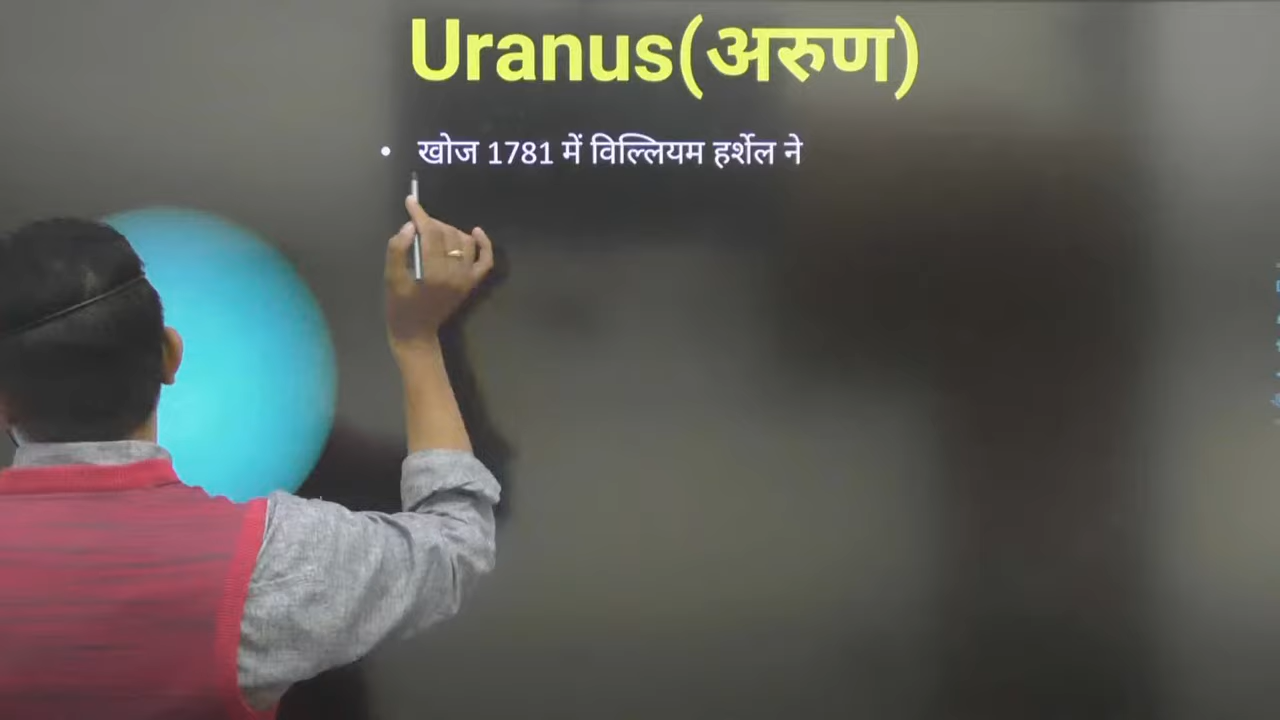 Uranus(अरुण)
• खोज 1781 में विल्लियम हर्शेल ने